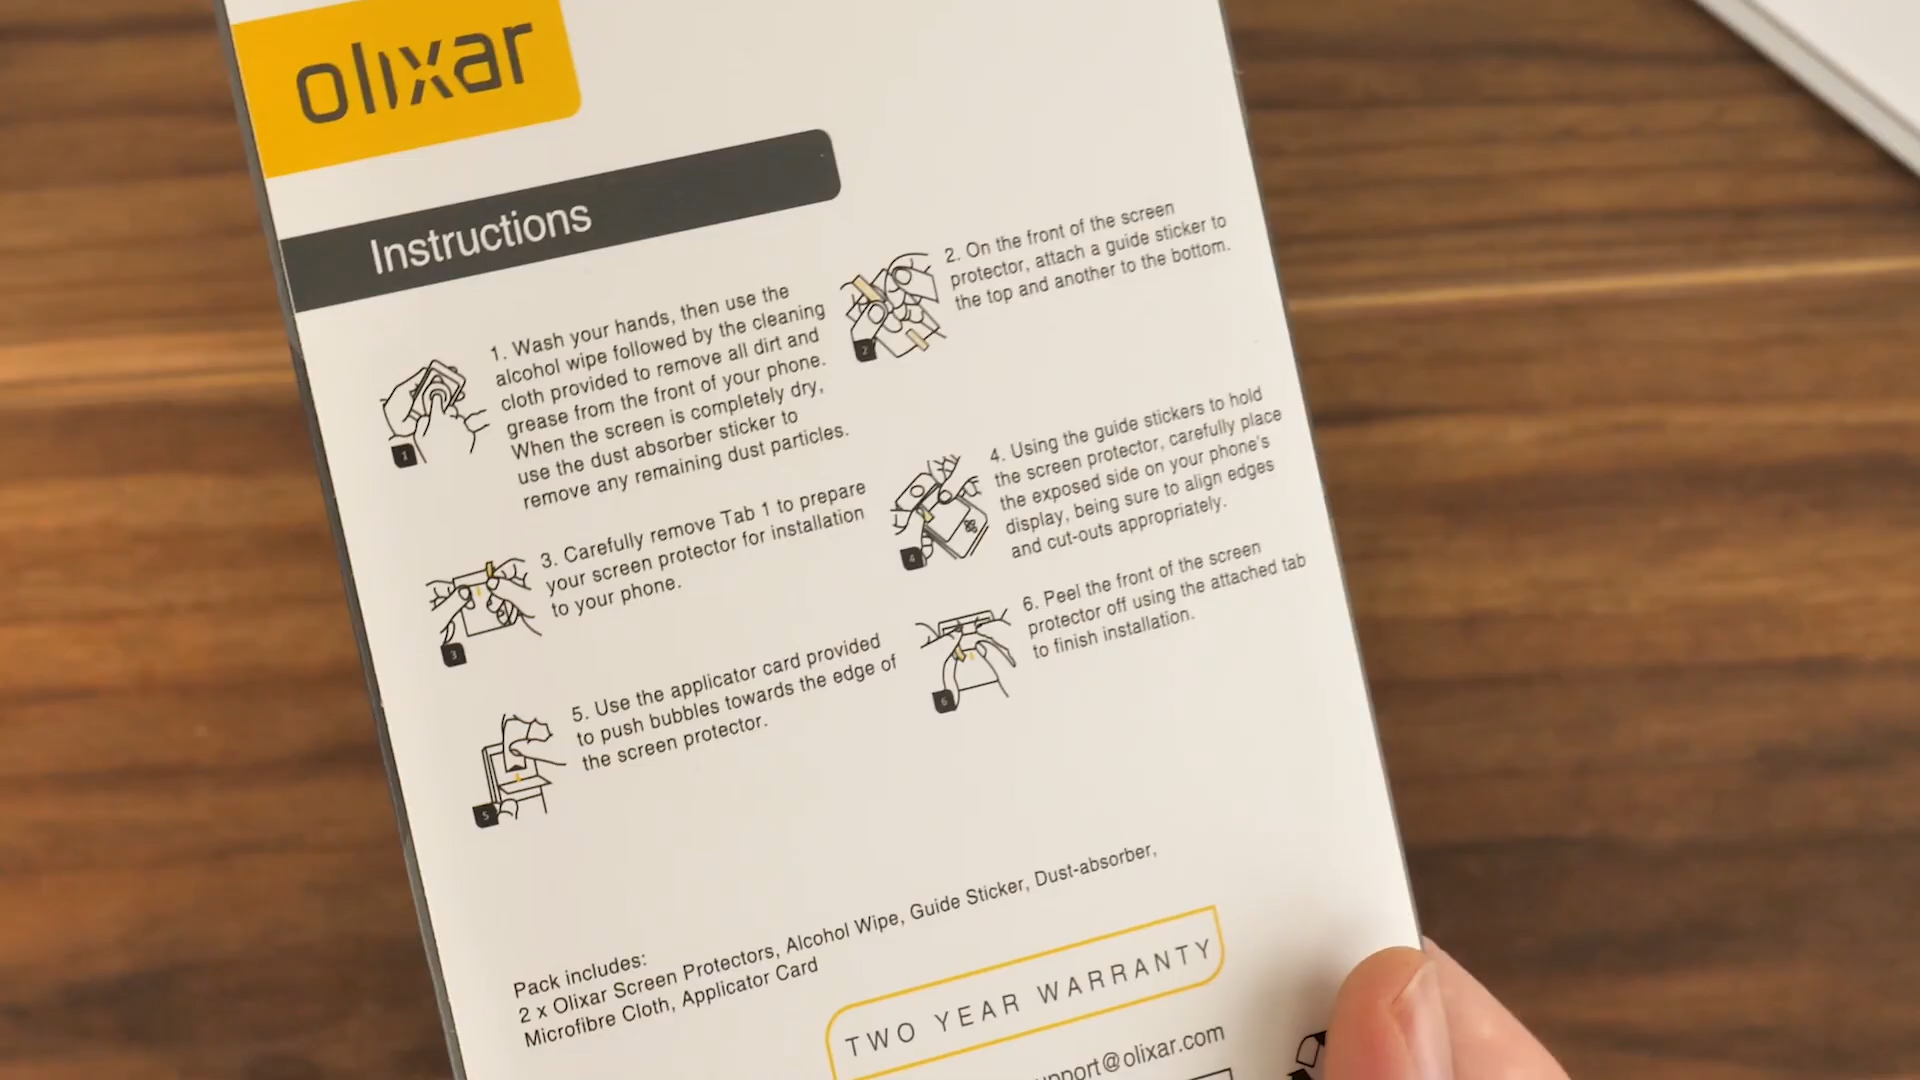 olixar
Instructions
1. Wash your hands, then use the
alcohol wipe followed by the cleaning
cloth provided to remove all dirt and
grease from the front of your phone.
When the screen is completely dry,
use the dust absorber sticker to
remove any remaining dust particles.
1
2. On the front of the screen
protector, attach a guide sticker to
the top and another to the bottom.
2
3. Carefully remove Tab 1 to prepare
your screen protector for installation
to your phone.
3
4. Using the guide stickers to hold
the screen protector, carefully place
the exposed side on your phone's
display, being sure to align edges
and cut-outs appropriately.
4
5. Use the applicator card provided
to push bubbles towards the edge of
the screen protector.
5
6. Peel the front of the screen
protector off using the attached tab
to finish installation.
6
Pack includes:
2 x Olixar Screen Protectors, Alcohol Wipe, Guide Sticker, Dust-absorber,
Microfibre Cloth, Applicator Card
TWO YEAR WARRANTY
upport@olixar.com